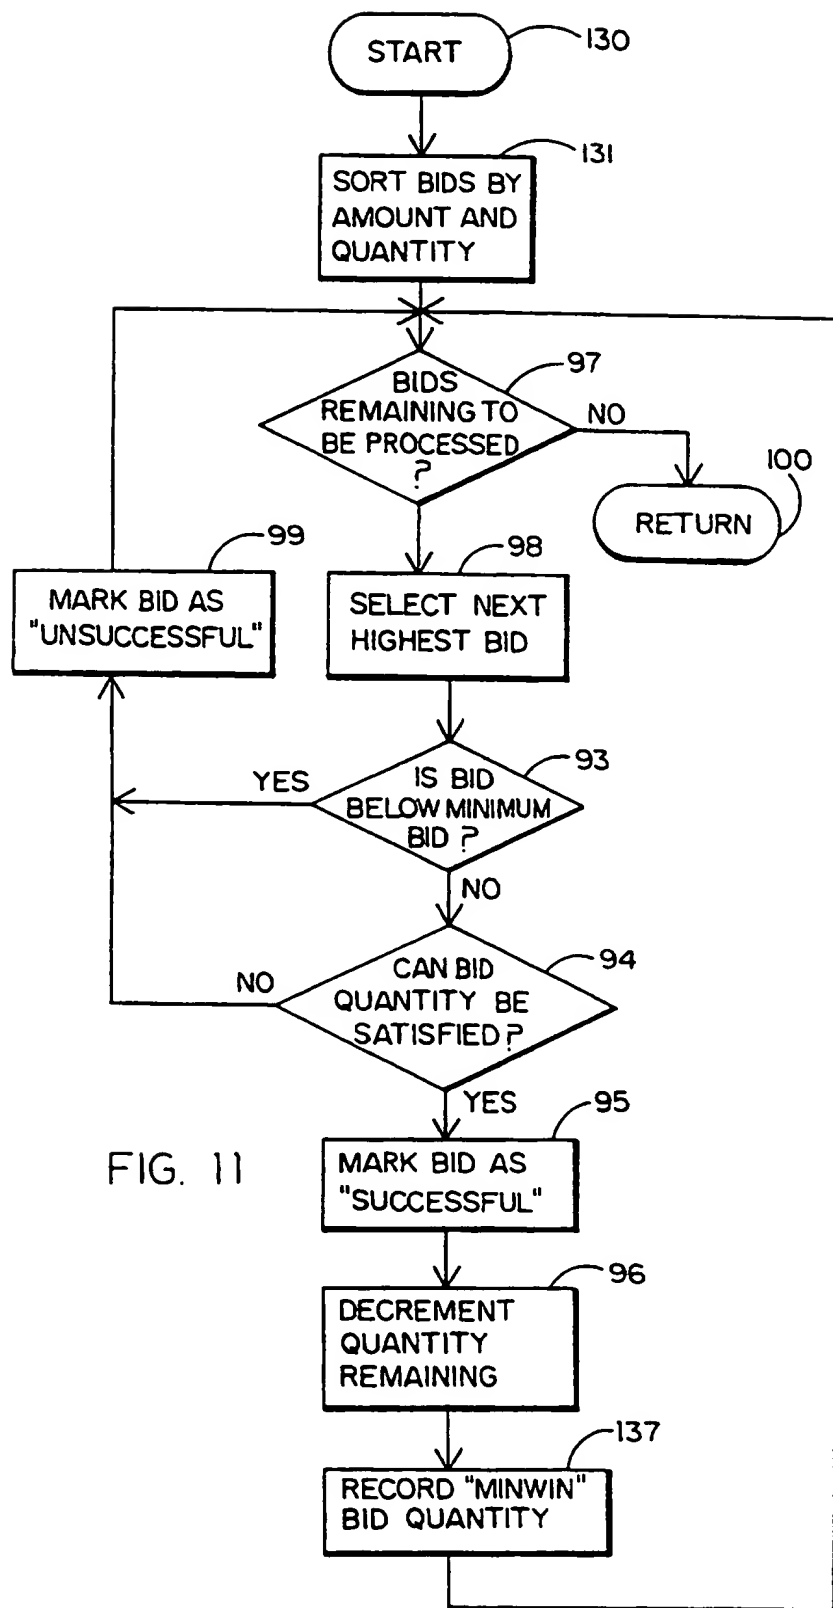 START
130
131
SORT BIDS BY
AMOUNT AND
QUANTITY
97
BIDS
REMAINING TO
BE PROCESSED
?
NO
100
RETURN
99
MARK BID AS
"UNSUCCESSFUL"
98
SELECT NEXT
HIGHEST BID
93
YES
IS BID
BELOW MINIMUM
BID ?
NO
94
NO
CAN BID
QUANTITY BE
SATISFIED?
YES
95
MARK BID AS
"SUCCESSFUL"
FIG. 11
96
DECREMENT
QUANTITY
REMAINING
137
RECORD "MINWIN"
BID QUANTITY